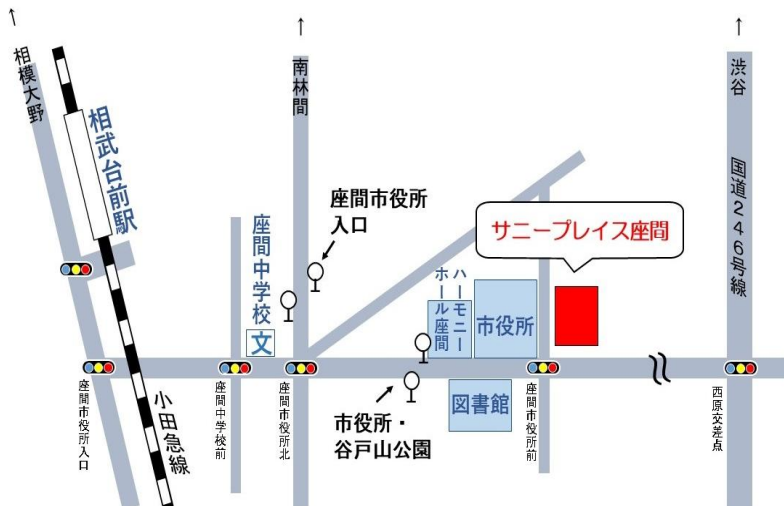 ↑
相模大野
相武台前駅
↑
南林間
座間中学校
文
座間市役所
入口
ハーモニー
ホール座間
市役所
サニープレイス座間
↑
渋谷
国道246号線
小田急線
座間市役所入口
座間中学校前
座間市役所北
市役所・
谷戸山公園
図書館
座間市役所前
西原交差点